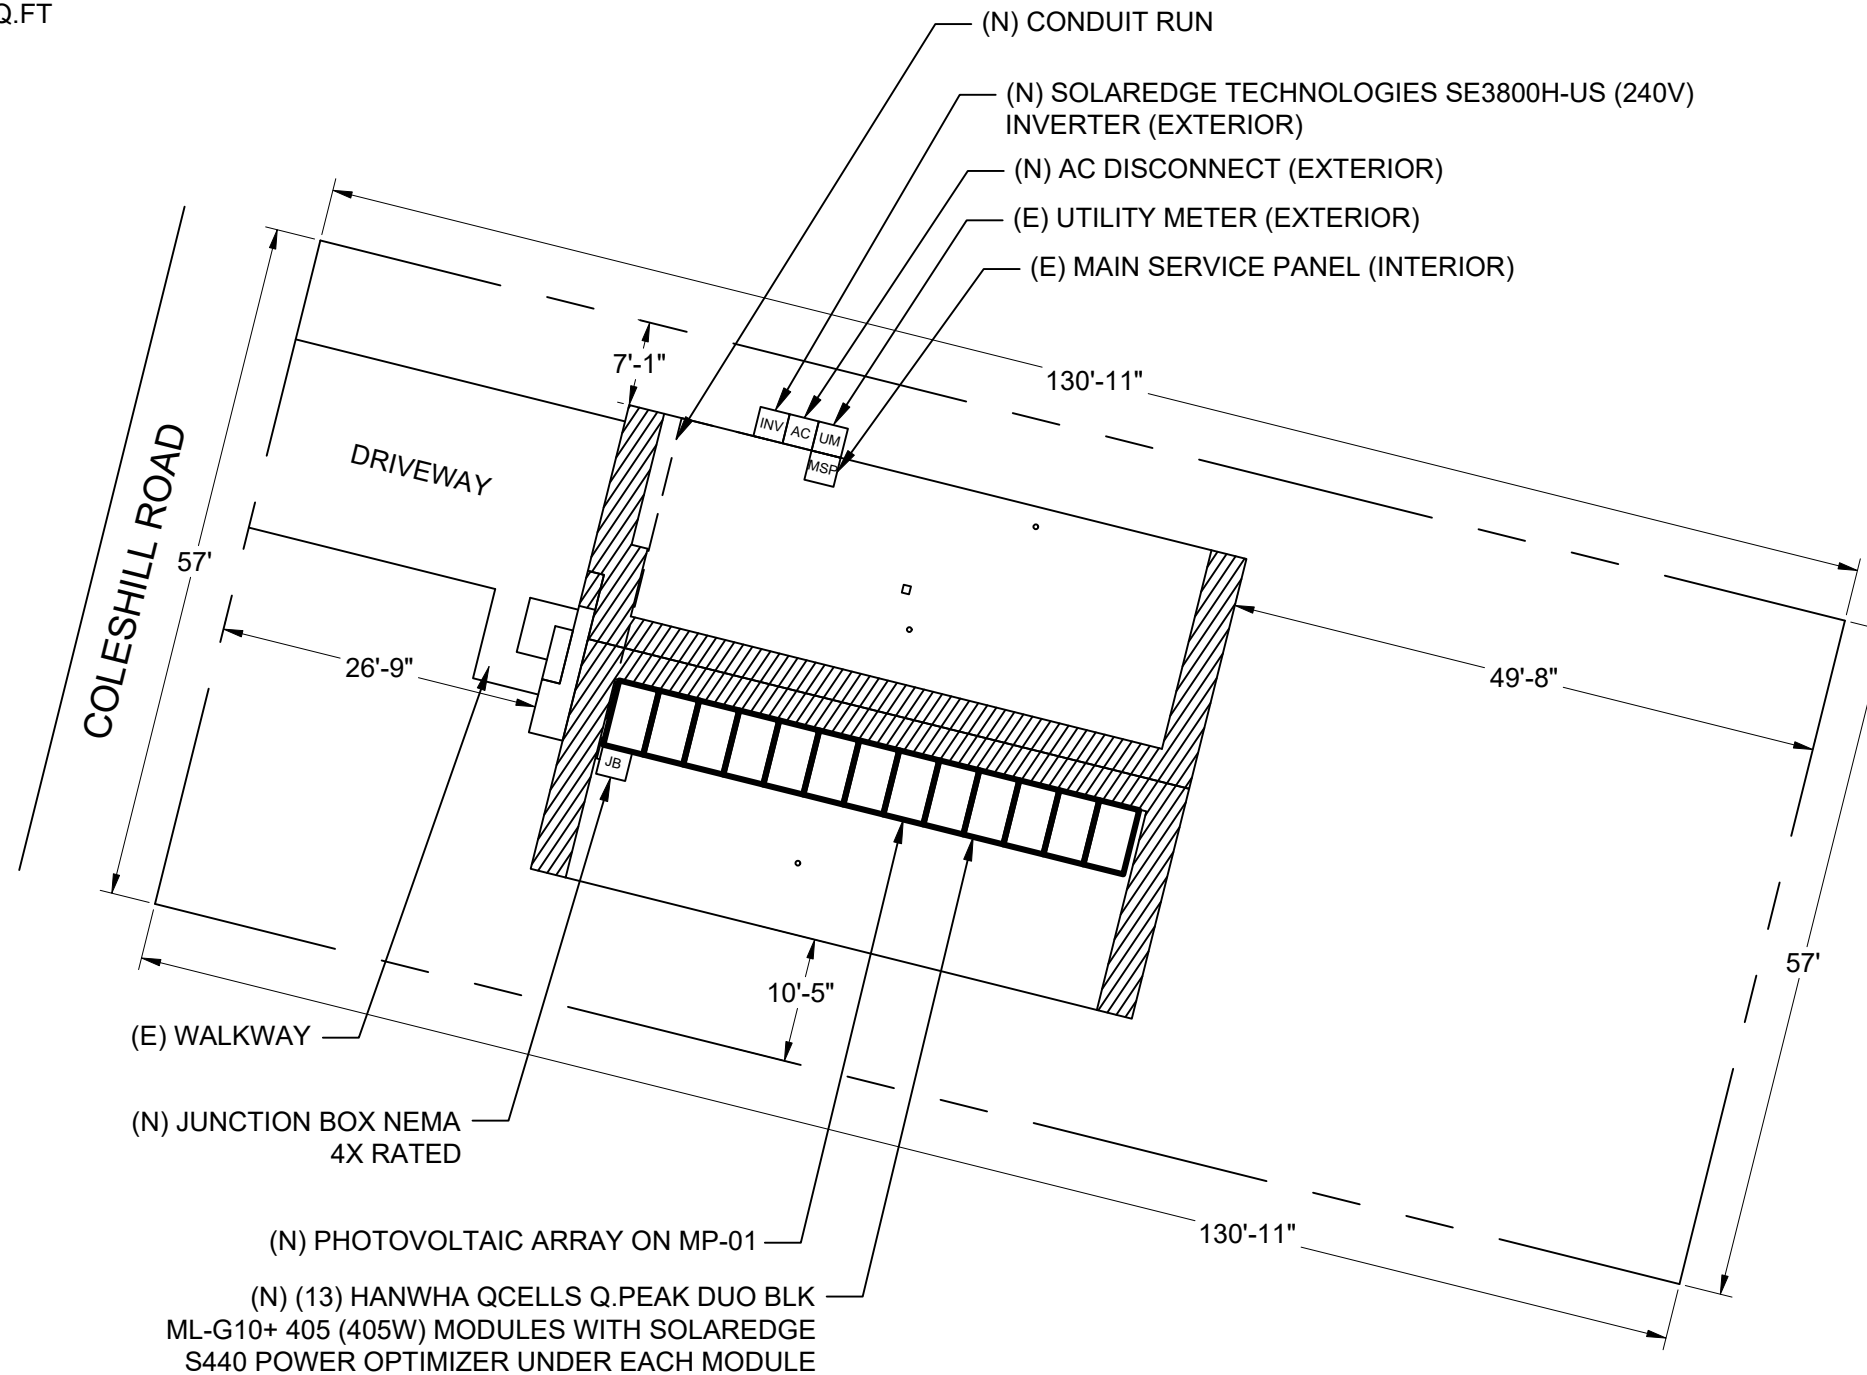 Q.FT
(N) CONDUIT RUN
(N) SOLAREDGE TECHNOLOGIES SE3800H-US (240V)
INVERTER (EXTERIOR)
(N) AC DISCONNECT (EXTERIOR)
(E) UTILITY METER (EXTERIOR)
(E) MAIN SERVICE PANEL (INTERIOR)
7'-1"
130'-11"
INV
AC
UM
MSP
DRIVEWAY
COLESHILL ROAD
57'
26'-9"
49'-8"
JB
57'
10'-5"
(E) WALKWAY
(N) JUNCTION BOX NEMA
4X RATED
130'-11"
(N) PHOTOVOLTAIC ARRAY ON MP-01
(N) (13) HANWHA QCELLS Q.PEAK DUO BLK
ML-G10+ 405 (405W) MODULES WITH SOLAREDGE
S440 POWER OPTIMIZER UNDER EACH MODULE